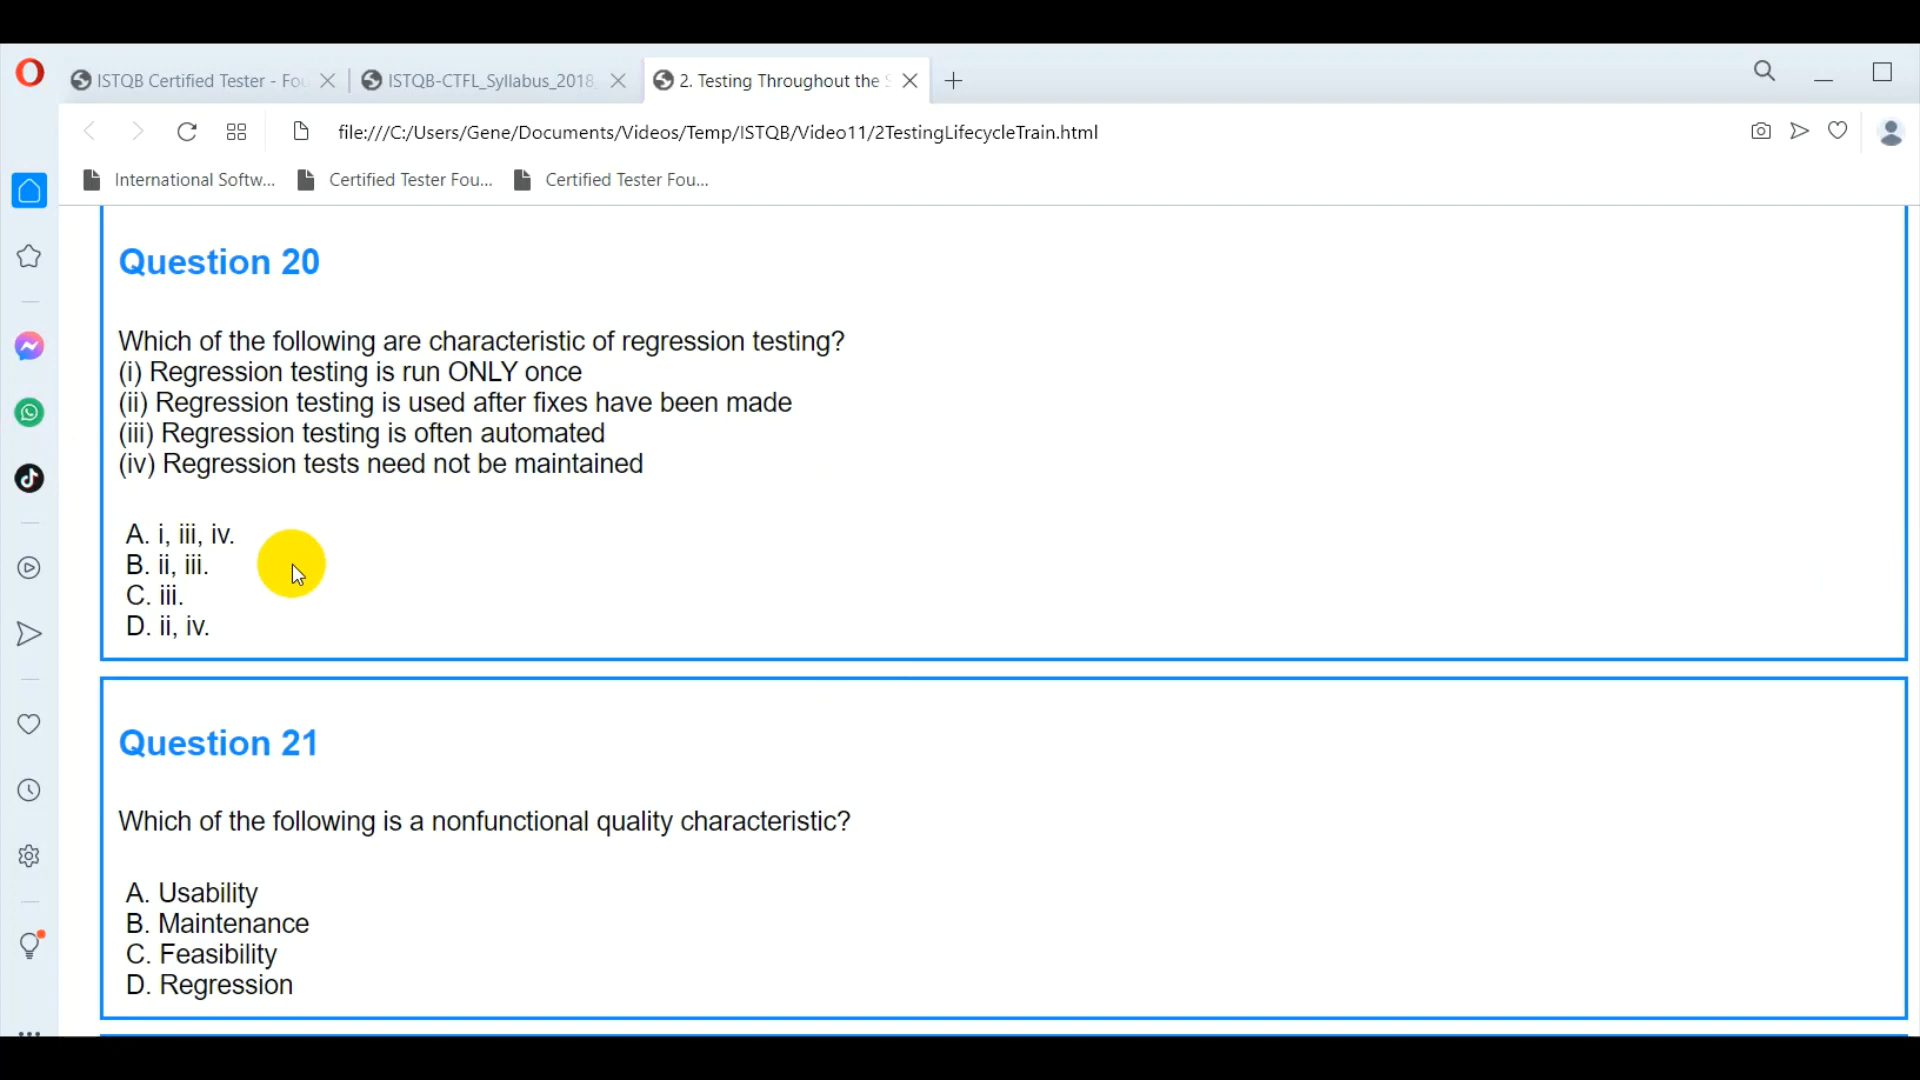 ISTQB Certified Tester - Fou
ISTQB-CTFL_Syllabus_2018
2. Testing Throughout the S
file:///C:/Users/Gene/Documents/Videos/Temp/ISTQB/Video11/2TestingLifecycleTrain.html
International Softw...
Certified Tester Fou...
Certified Tester Fou...
Question 20
Which of the following are characteristic of regression testing?
(i) Regression testing is run ONLY once
(ii) Regression testing is used after fixes have been made
(iii) Regression testing is often automated
(iv) Regression tests need not be maintained
A. i, iii, iv.
B. ii, iii.
C. iii.
D. ii, iv.
Question 21
Which of the following is a nonfunctional quality characteristic?
A. Usability
B. Maintenance
C. Feasibility
D. Regression